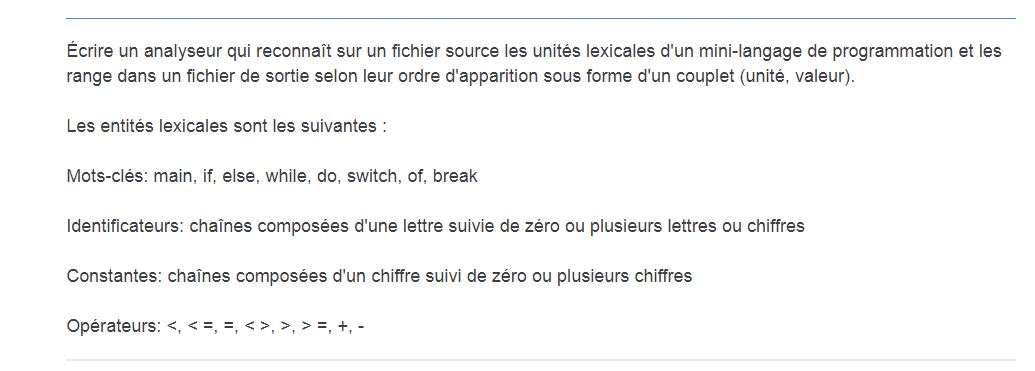 Écrire un analyseur qui reconnaît sur un fichier source les unités lexicales d'un mini-langage de programmation et les
range dans un fichier de sortie selon leur ordre d'apparition sous forme d'un couplet (unité, valeur).
Les entités lexicales sont les suivantes :
Mots-clés: main, if, else, while, do, switch, of, break
Identificateurs: chaînes composées d'une lettre suivie de zéro ou plusieurs lettres ou chiffres
Constantes: chaînes composées d'un chiffre suivi de zéro ou plusieurs chiffres
Opérateurs: <, < =, =, < >, >, > =, +, -